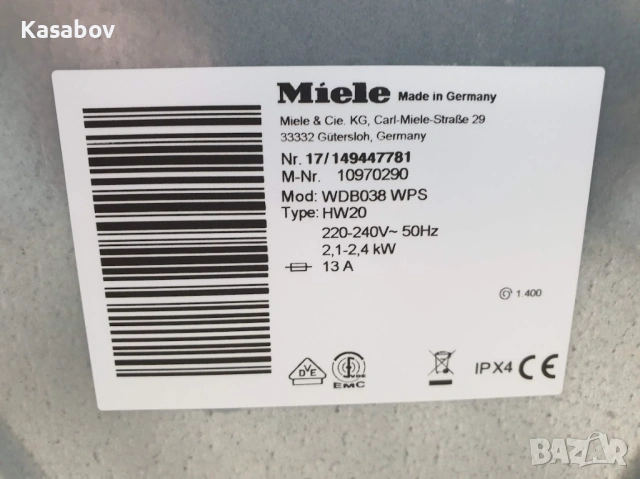 Kasabov
Miele Made in Germany
Miele & Cie. KG, Carl-Miele-Straße 29
33332 Gütersloh, Germany
Nr. 17/149447781
M-Nr. 10970290
Mod: WDB038 WPS
Type: HW20
220-240V~ 50Hz
2,1-2,4 kW
13 A
1.400
DVE
EMC
IPX4 CE
BAZAR